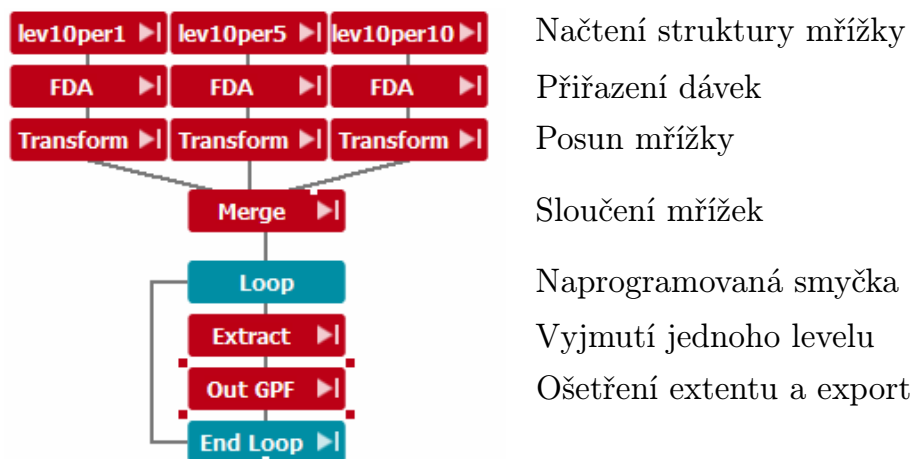 lev10per1 lev10per5 lev10per10 Načtení struktury mřížky
FDA FDA FDA Přiřazení dávek
Transform Transform Transform Posun mřížky
Merge Sloučení mřížek
Loop Naprogramovaná smyčka
Extract Vyjmutí jednoho levelu
Out GPF Ošetření extentu a export
End Loop